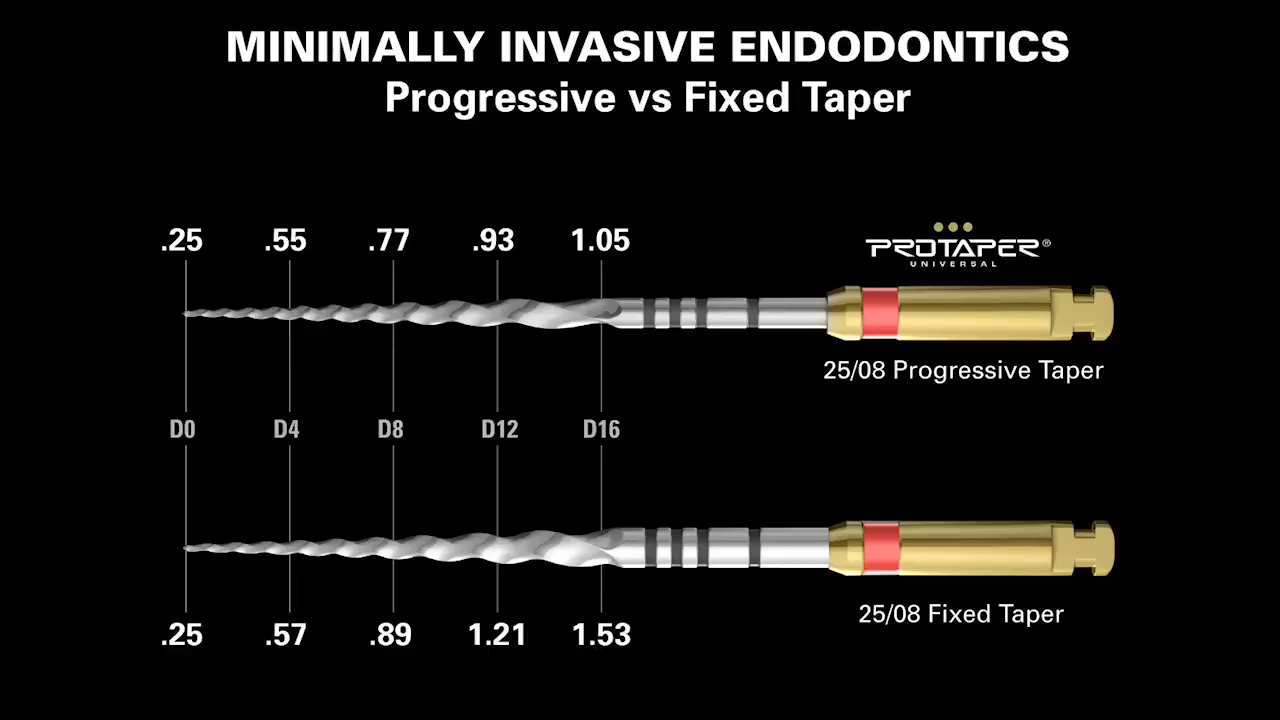 MINIMALLY INVASIVE ENDODONTICS
Progressive vs Fixed Taper
.25 .55 .77 .93 1.05
PROTAPER®
UNIVERSAL
25/08 Progressive Taper
D0 D4 D8 D12 D16
25/08 Fixed Taper
.25 .57 .89 1.21 1.53